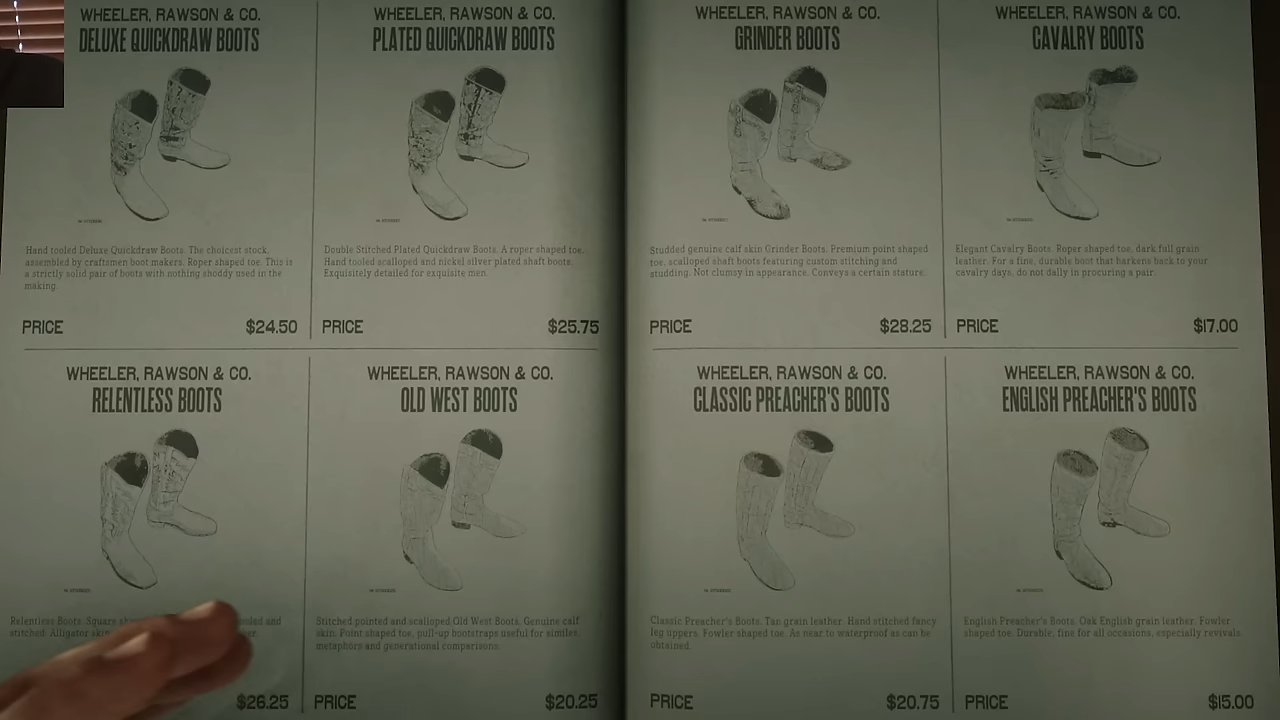 WHEELER, RAWSON & CO.
DELUXE QUICKDRAW BOOTS
Hand tooled Deluxe Quickdraw Boots. The choicest stock,
assembled by craftsmen boot makers. Roper shaped toe. This is
a strictly solid pair of boots with nothing shoddy used in the
making.
PRICE $24.50
WHEELER, RAWSON & CO.
PLATED QUICKDRAW BOOTS
Double Stitched Plated Quickdraw Boots. A roper shaped toe.
Hand tooled scalloped and nickel silver plated shaft boots.
Exquisitely detailed for exquisite men.
PRICE $25.75
WHEELER, RAWSON & CO.
RELENTLESS BOOTS
Relentless Boots. Square and
stitched. Alligator
$26.25
WHEELER, RAWSON & CO.
OLD WEST BOOTS
Stitched pointed and scalloped Old West Boots. Genuine calf
skin. Point shaped toe, pull-up bootstraps useful for similes,
metaphors and generational comparisons.
PRICE $20.25
WHEELER, RAWSON & CO.
GRINDER BOOTS
Studded genuine calf skin Grinder Boots. Premium point shaped
toe, scalloped shaft boots featuring custom stitching and
studding. Not clumsy in appearance. Conveys a certain stature.
PRICE $28.25
WHEELER, RAWSON & CO.
CAVALRY BOOTS
Elegant Cavalry Boots. Roper shaped toe, dark full grain
leather. For a fine, durable boot that harkens back to your
cavalry days, do not dally in procuring a pair.
PRICE $17.00
WHEELER, RAWSON & CO.
CLASSIC PREACHER'S BOOTS
Classic Preacher's Boots. Tan grain leather. Hand stitched fancy
leg uppers. Fowler shaped toe. As near to waterproof as can be
obtained.
PRICE $20.75
WHEELER, RAWSON & CO.
ENGLISH PREACHER'S BOOTS
English Preacher's Boots. Oak English grain leather. Fowler
shaped toe. Durable, fine for all occasions, especially revivals.
PRICE $15.00